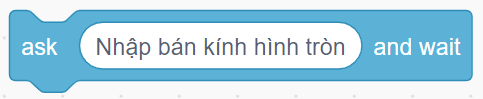 ask Nhập bán kính hình tròn and wait